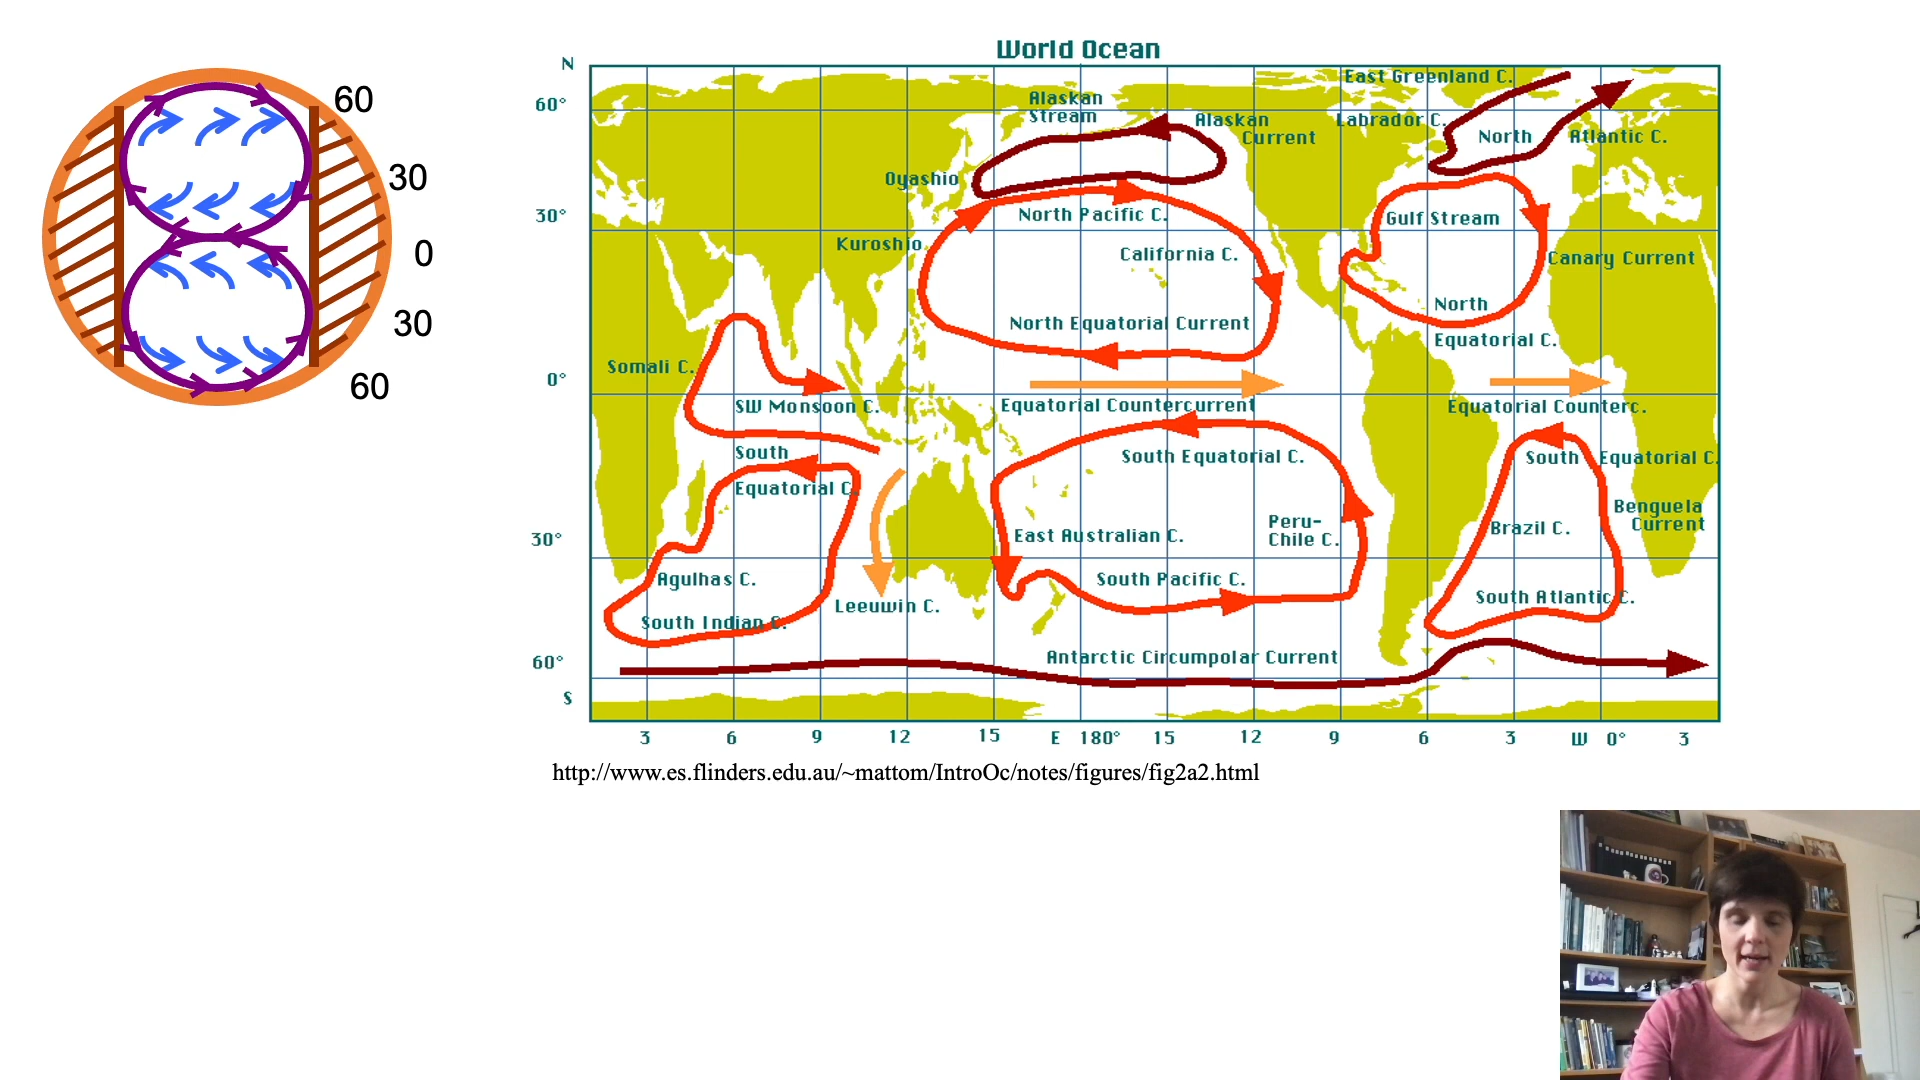 60
30
0
30
60
World Ocean
N
60°
30°
0°
30°
60°
S
East Greenland C.
Alaskan
Stream
Alaskan
Current
Labrador C.
North
Atlantic C.
Oyashio
North Pacific C.
Gulf Stream
Kuroshio
California C.
Canary Current
North
Equatorial C.
North Equatorial Current
Somali C.
SW Monsoon C.
Equatorial Countercurrent
Equatorial Counterc.
South
Equatorial C.
South Equatorial C.
South Equatorial C.
Benguela
Current
Peru-
Chile C.
Brazil C.
East Australian C.
Agulhas C.
South Pacific C.
South Atlantic C.
Leeuwin C.
South Indian C.
Antarctic Circumpolar Current
3 6 9 12 15 E 180° 15 12 9 6 3 W 0° 3
http://www.es.flinders.edu.au/~mattom/IntroOc/notes/figures/fig2a2.html